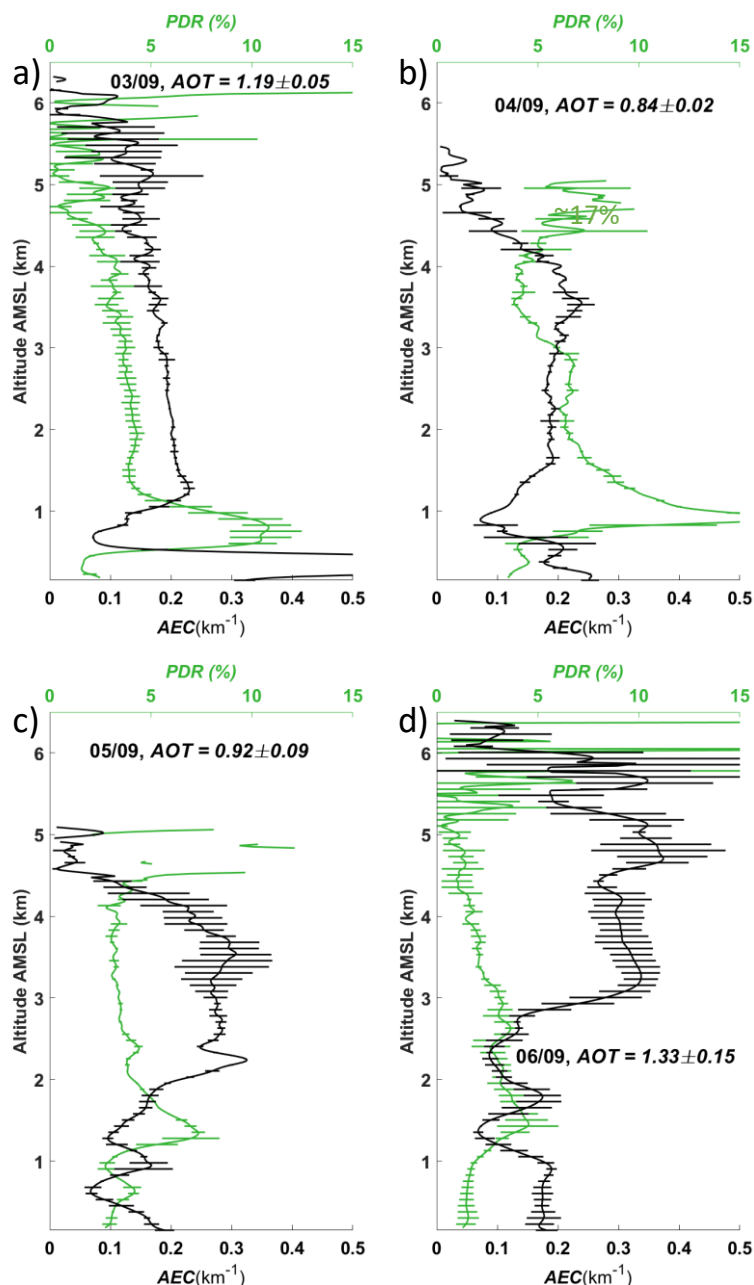 PDR (%)
0 5 10 15
a)
03/09, AOT = 1.19±0.05
6
5
4
3
2
1
Altitude AMSL (km)
0 0.1 0.2 0.3 0.4 0.5
AEC(km⁻¹)
PDR (%)
0 5 10 15
b)
04/09, AOT = 0.84±0.02
≈17%
6
5
4
3
2
1
Altitude AMSL (km)
0 0.1 0.2 0.3 0.4 0.5
AEC(km⁻¹)
PDR (%)
0 5 10 15
c)
05/09, AOT = 0.92±0.09
6
5
4
3
2
1
Altitude AMSL (km)
0 0.1 0.2 0.3 0.4 0.5
AEC(km⁻¹)
PDR (%)
0 5 10 15
d)
06/09, AOT = 1.33±0.15
6
5
4
3
2
1
Altitude AMSL (km)
0 0.1 0.2 0.3 0.4 0.5
AEC(km⁻¹)